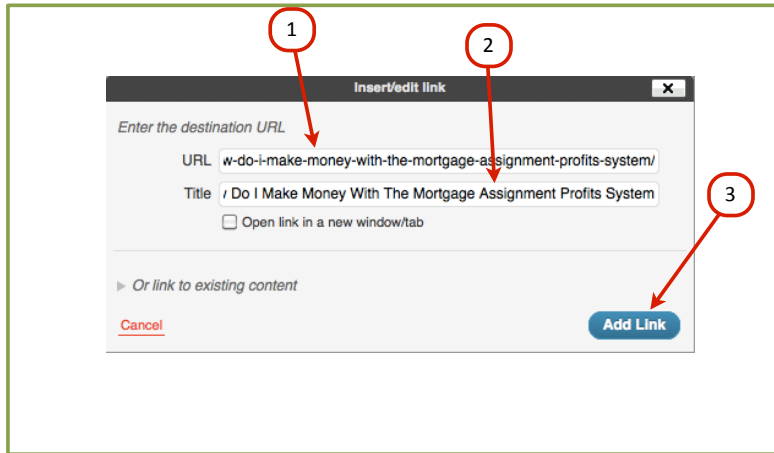 1
2
Insert/edit link
Enter the destination URL
URL w-do-i-make-money-with-the-mortgage-assignment-profits-system/
Title Do I Make Money With The Mortgage Assignment Profits System
3
Open link in a new window/tab
Or link to existing content
Cancel
Add Link